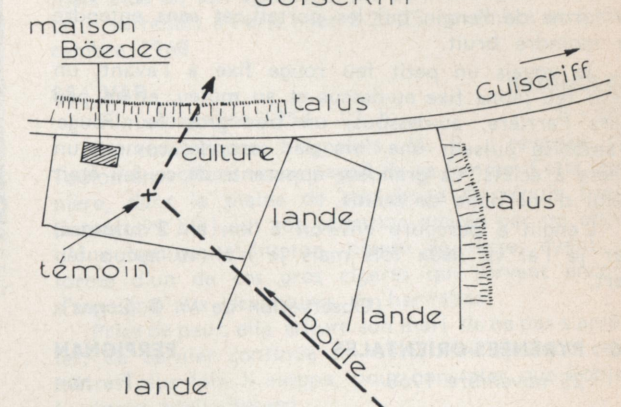 GUISCRIFF
maison
Böedec
Guiscriff
talus
culture
lande
talus
témoin
lande
boule
lande